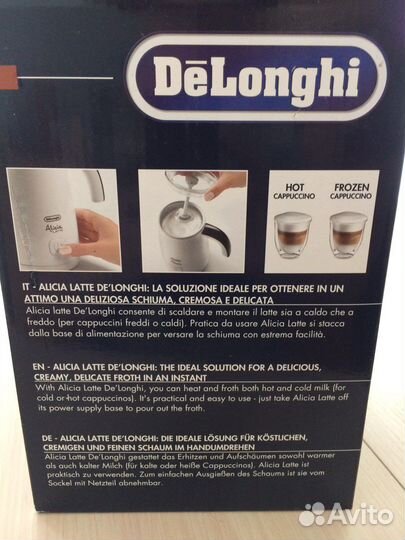 DēLonghi
DēLonghi
Alicia
HOT
CAPPUCCINO
FROZEN
CAPPUCCINO
IT - ALICIA LATTE DE'LONGHI: LA SOLUZIONE IDEALE PER OTTENERE IN UN
ATTIMO UNA DELIZIOSA SCHIUMA, CREMOSA E DELICATA
Alicia latte De'Longhi consente di scaldare e montare il latte sia a caldo che a
freddo (per cappuccini freddi o caldi). Pratica da usare Alicia Latte si stacca
dalla base di alimentazione per versare la schiuma con estrema facilità.
EN - ALICIA LATTE DE'LONGHI: THE IDEAL SOLUTION FOR A DELICIOUS,
CREAMY, DELICATE FROTH IN AN INSTANT
With Alicia Latte De'Longhi, you can heat and froth both hot and cold milk (for
cold or hot cappuccinos). It's practical and easy to use - just take Alicia Latte off
its power supply base to pour out the froth.
DE - ALICIA LATTE DE'LONGHI: DIE IDEALE LÖSUNG FÜR KÖSTLICHEN,
CREMIGEN UND FEINEN SCHAUM IM HANDUMDREHEN
Alicia Latte De'Longhi gestattet das Erhitzen und Aufschäumen sowohl warmer
als auch kalter Milch (für kalte oder heiße Cappuccinos). Alicia Latte ist
praktisch zu verwenden. Zum einfachen Ausgießen des Schaums ist sie vom
Sockel mit Netzteil abnehmbar.
Avito